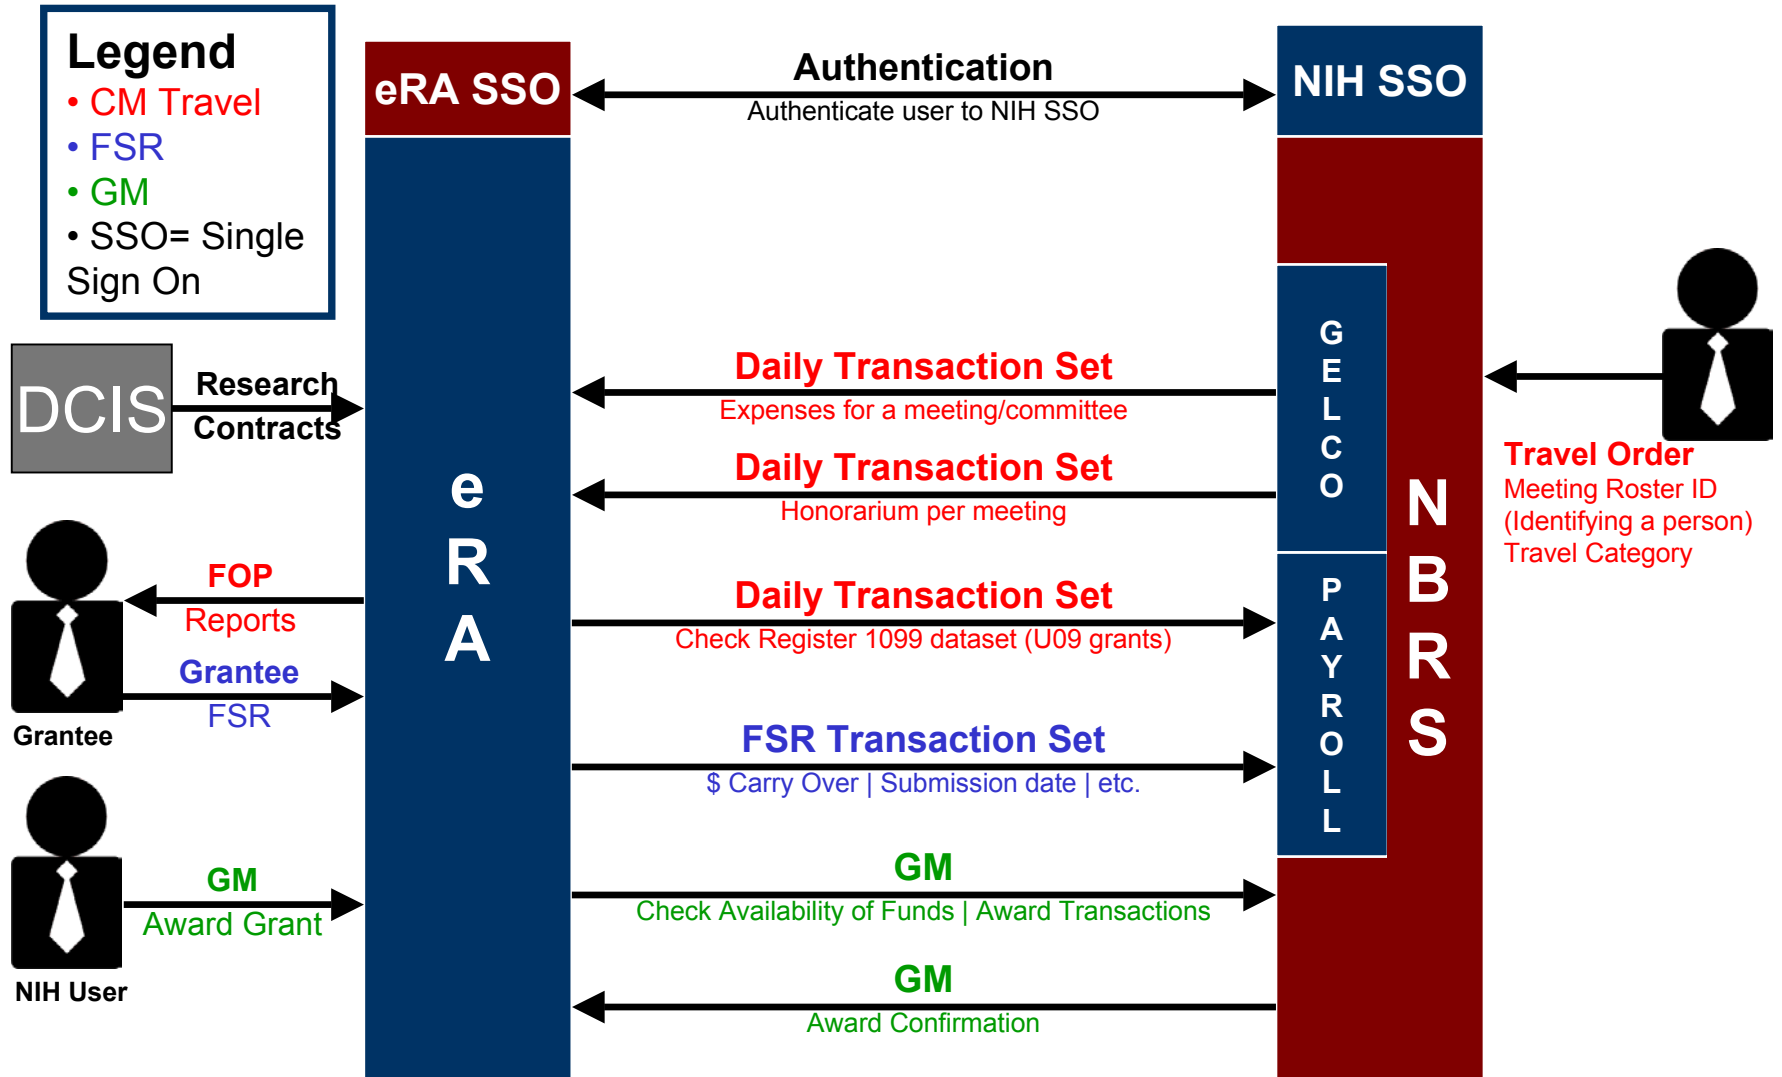 Legend
• CM Travel
• FSR
• GM
• SSO= Single
Sign On
eRA SSO
Authentication
Authenticate user to NIH SSO
NIH SSO
DCIS
Research
Contracts
e
R
A
Daily Transaction Set
Expenses for a meeting/committee
Daily Transaction Set
Honorarium per meeting
G
E
L
C
O
N
B
R
S
Travel Order
Meeting Roster ID
(Identifying a person)
Travel Category
FOP
Reports
Grantee
FSR
Grantee
Daily Transaction Set
Check Register 1099 dataset (U09 grants)
FSR Transaction Set
$ Carry Over | Submission date | etc.
P
A
Y
R
O
L
L
GM
Award Grant
NIH User
GM
Check Availability of Funds | Award Transactions
GM
Award Confirmation